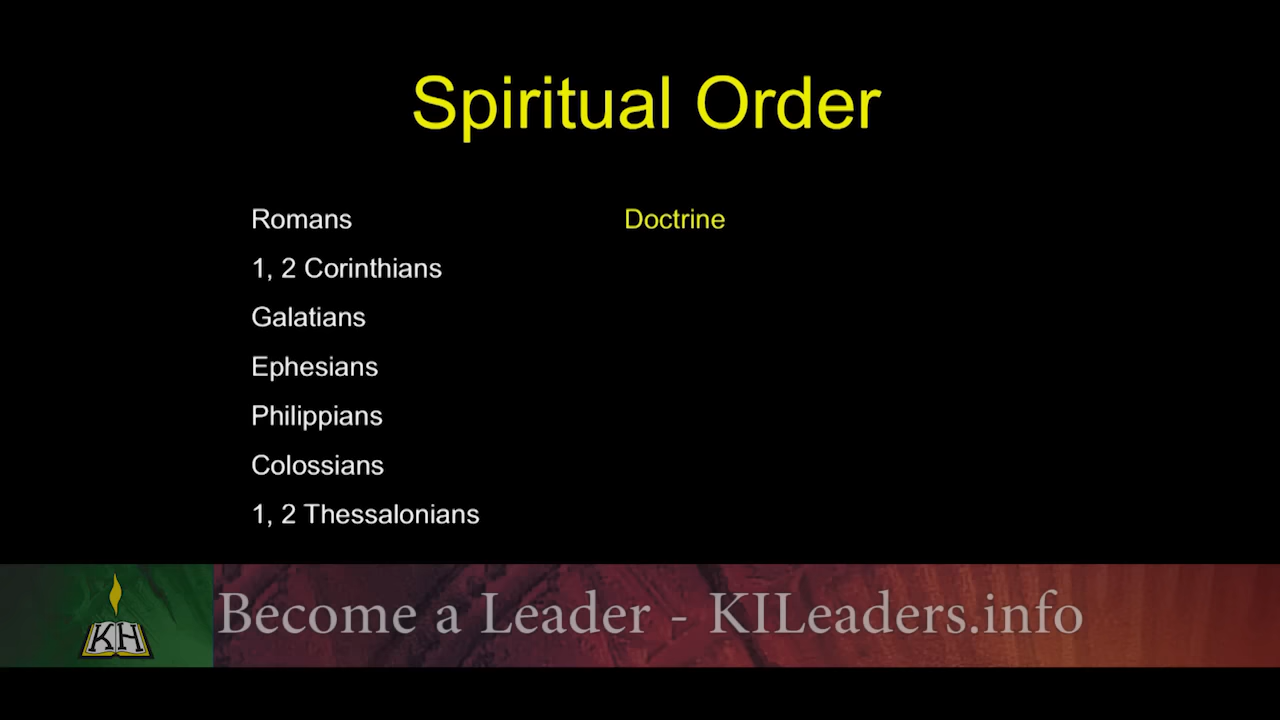 Spiritual Order
Romans Doctrine
1, 2 Corinthians
Galatians
Ephesians
Philippians
Colossians
1, 2 Thessalonians
KH
Become a Leader - KILeaders.info